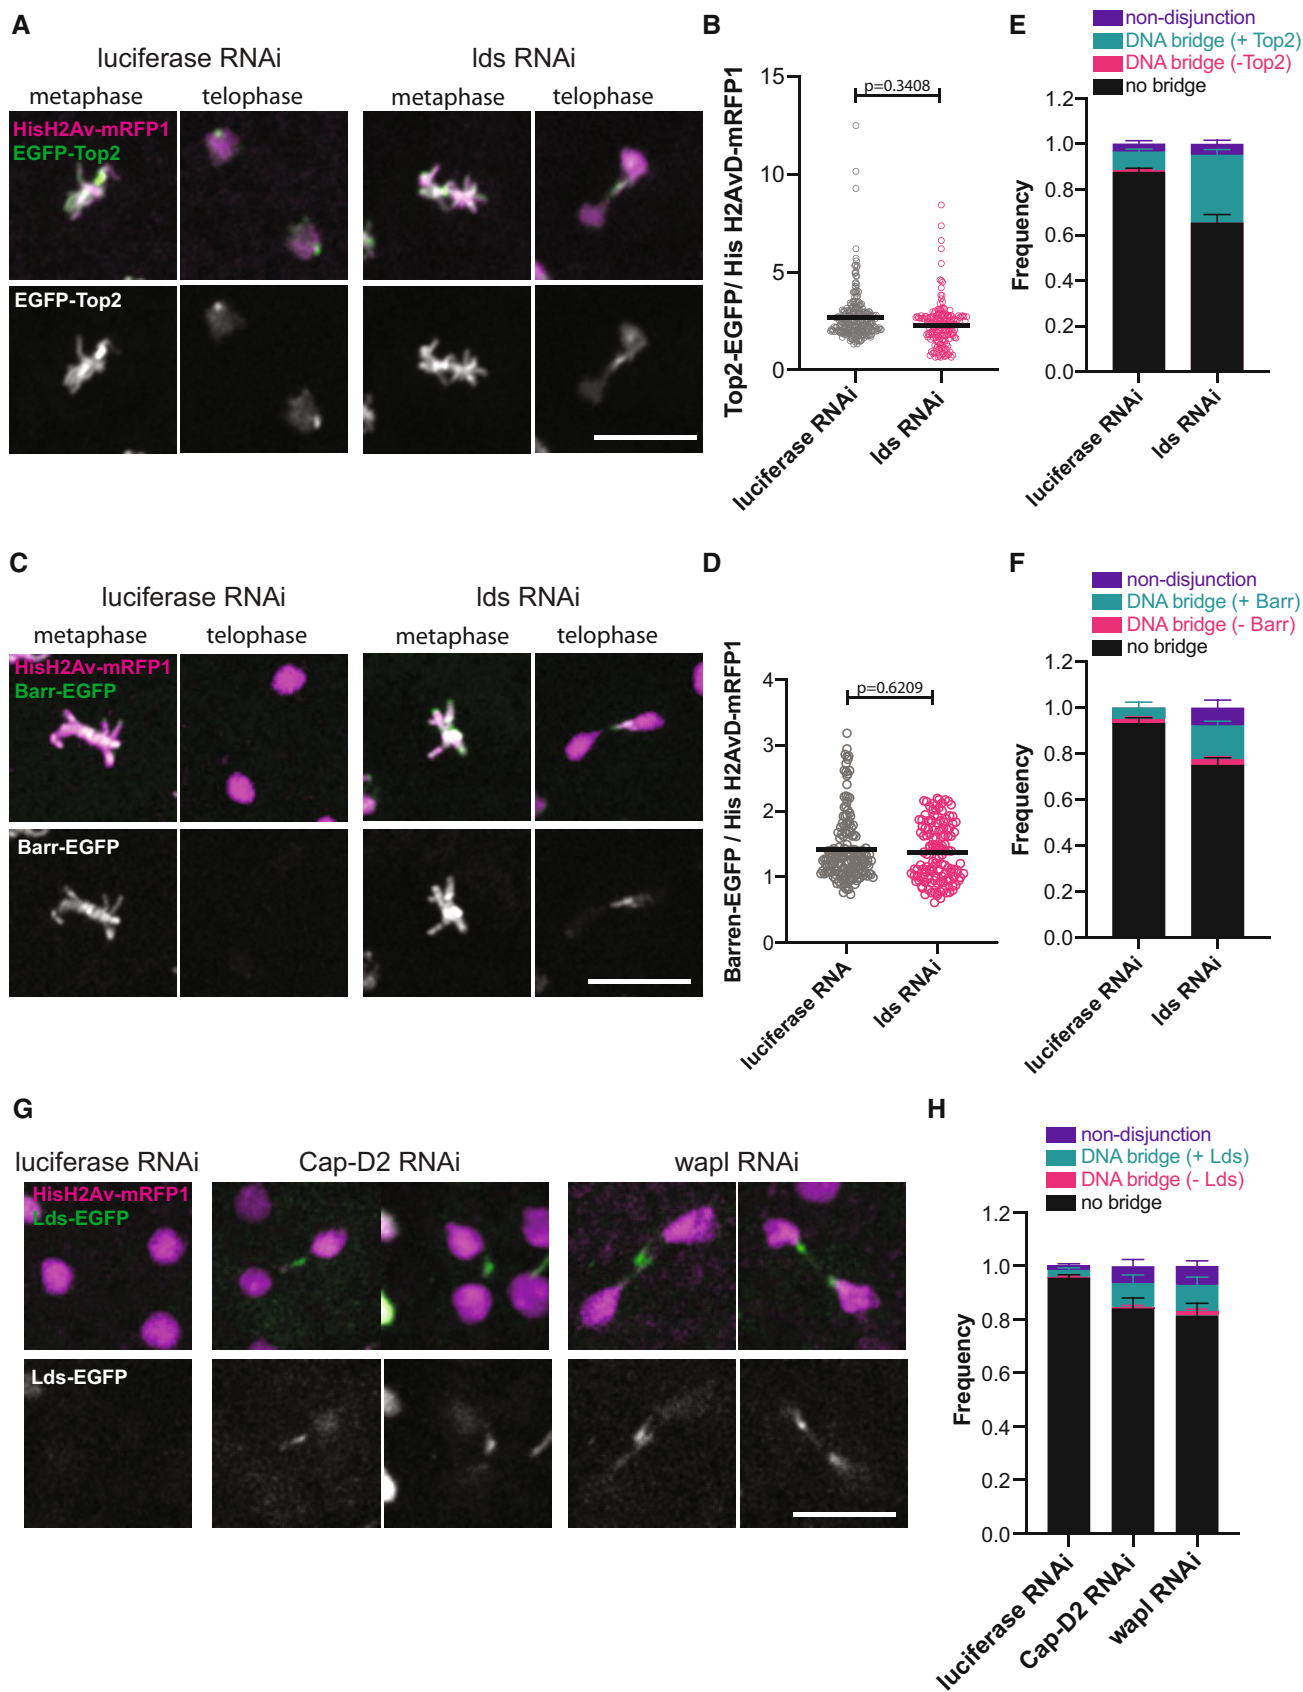 A
luciferase RNAi
lds RNAi
metaphase
telophase
metaphase
telophase
HisH2Av-mRFP1
EGFP-Top2
EGFP-Top2
B
Top2-EGFP/ His H2AvD-mRFP1
15
10
5
0
p=0.3408
luciferase RNAi
lds RNAi
E
non-disjunction
DNA bridge (+ Top2)
DNA bridge (-Top2)
no bridge
Frequency
1.2
1.0
0.8
0.6
0.4
0.2
0.0
luciferase RNAi
lds RNAi
C
luciferase RNAi
lds RNAi
metaphase
telophase
metaphase
telophase
HisH2Av-mRFP1
Barr-EGFP
Barr-EGFP
D
Barren-EGFP / His H2AvD-mRFP1
4
3
2
1
0
p=0.6209
luciferase RNA
lds RNAi
F
non-disjunction
DNA bridge (+ Barr)
DNA bridge (- Barr)
no bridge
Frequency
1.2
1.0
0.8
0.6
0.4
0.2
0.0
luciferase RNAi
lds RNAi
G
luciferase RNAi
Cap-D2 RNAi
wapl RNAi
HisH2Av-mRFP1
Lds-EGFP
Lds-EGFP
H
non-disjunction
DNA bridge (+ Lds)
DNA bridge (- Lds)
no bridge
Frequency
1.2
1.0
0.8
0.6
0.4
0.2
0.0
luciferase RNAi
Cap-D2 RNAi
wapl RNAi